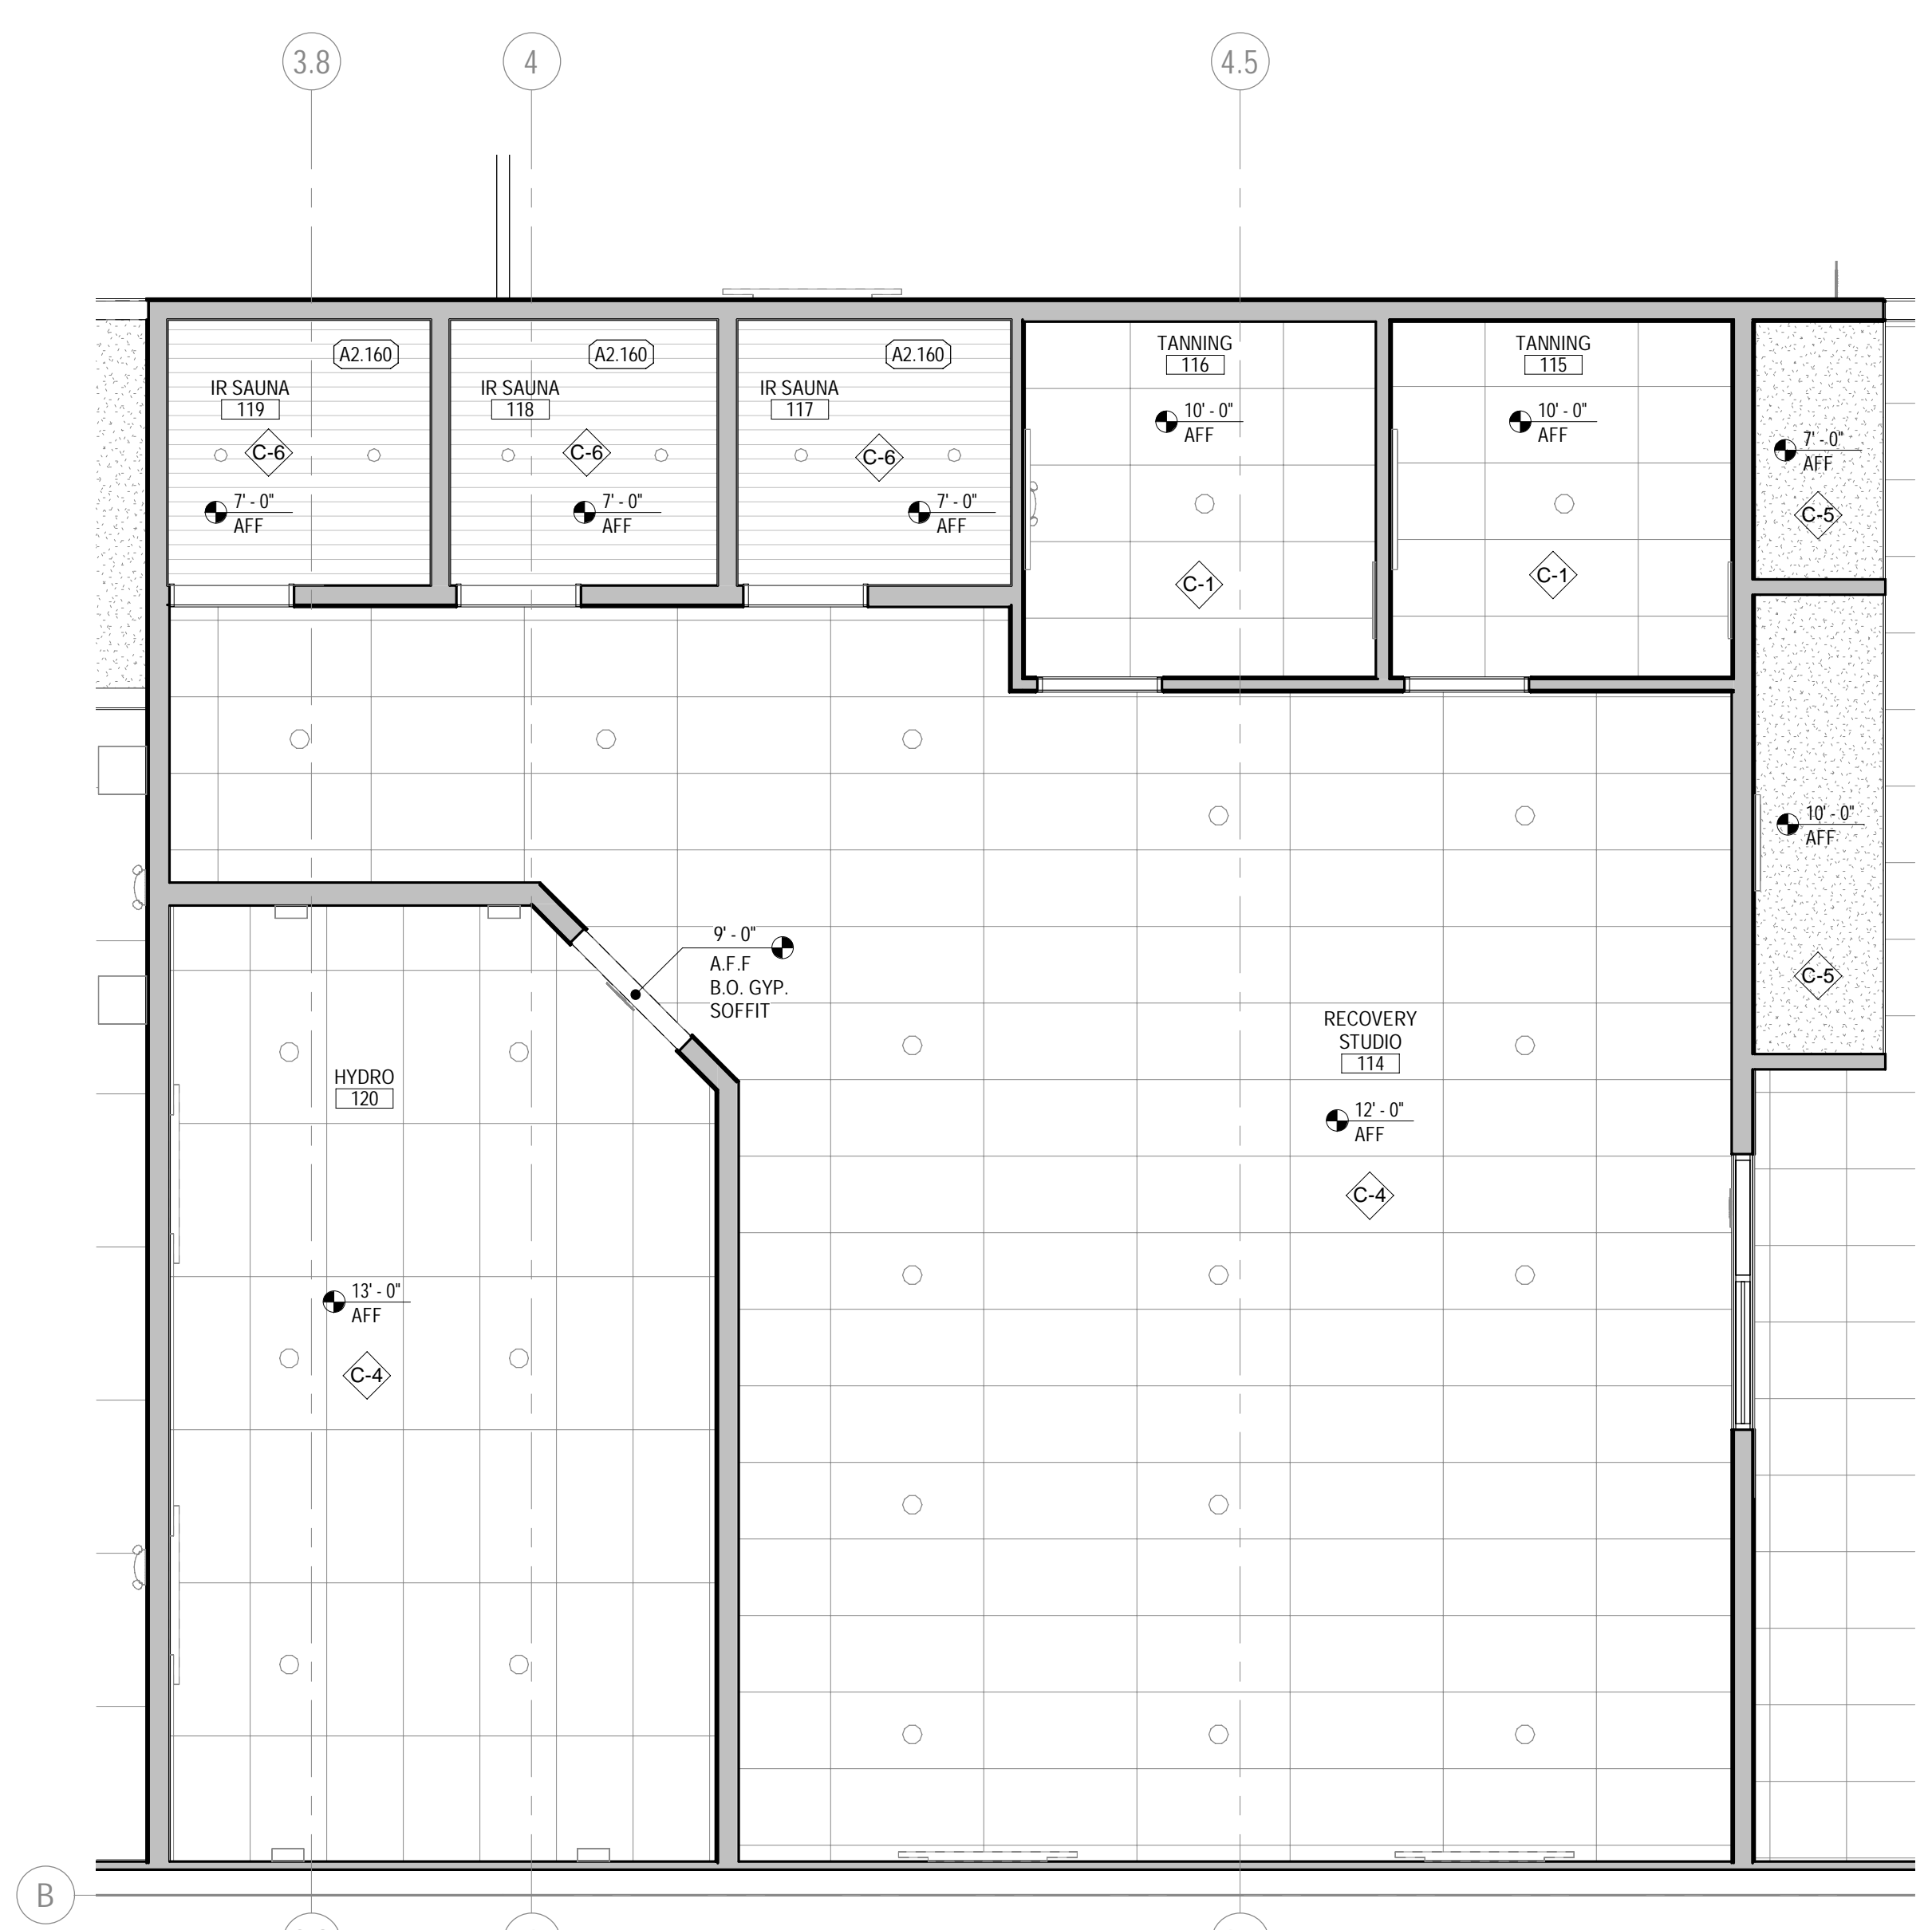 3.8
4
4.5
A2.160
A2.160
A2.160
IR SAUNA
119
IR SAUNA
118
IR SAUNA
117
C-6
C-6
C-6
7' - 0"
AFF
7' - 0"
AFF
7' - 0"
AFF
TANNING
116
10' - 0"
AFF
C-1
TANNING
115
10' - 0"
AFF
C-1
7' - 0"
AFF
C-5
10' - 0"
AFF
C-5
9' - 0"
A.F.F
B.O. GYP.
SOFFIT
RECOVERY
STUDIO
114
12' - 0"
AFF
C-4
HYDRO
120
13' - 0"
AFF
C-4
B